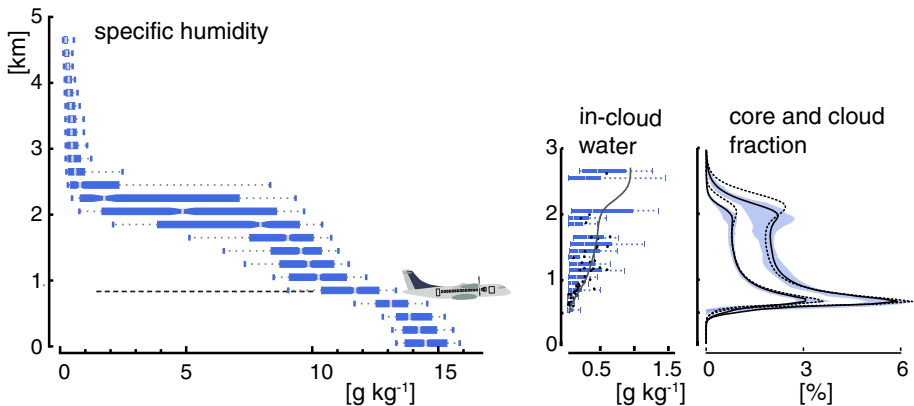 specific humidity
[km]
5
4
3
2
1
0
0
5
10
15
[g kg-1]
in-cloud
water
3
2
1
0
0.5
1.5
[g kg-1]
core and cloud
fraction
0
3
6
[%]